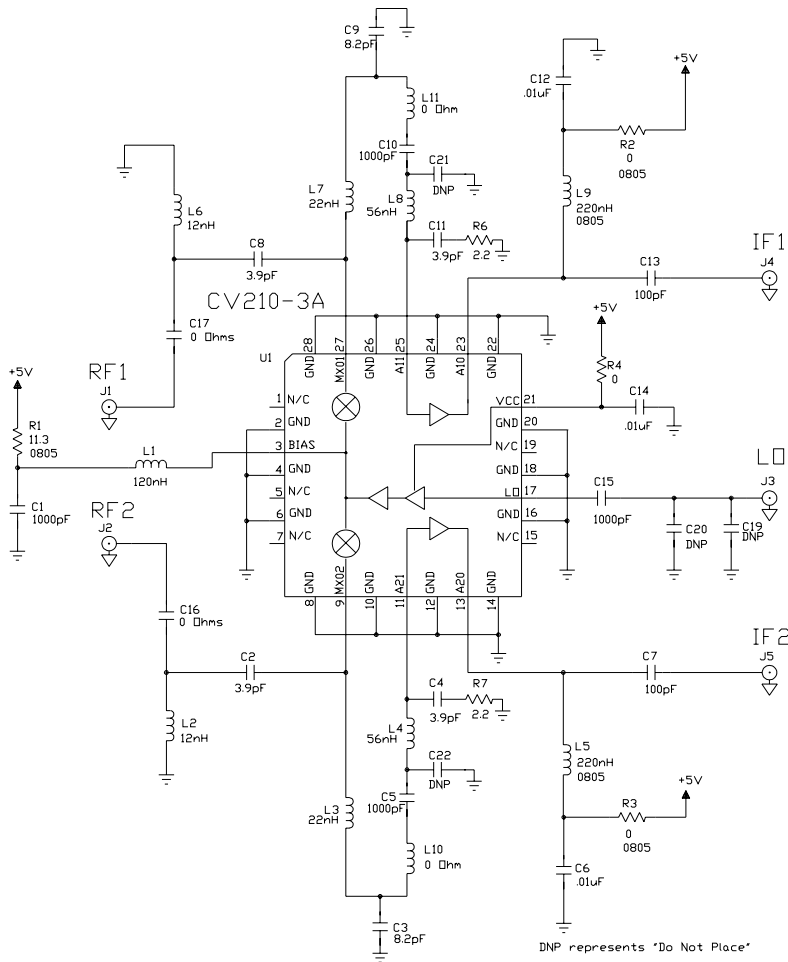 C9
8.2pF
L11
0 Ohm
C10
1000pF
C21
DNP
L7
22nH
L8
56nH
C11
3.9pF
R6
2.2
C12
.01uF
+5V
R2
0
0805
L9
220nH
0805
IF1
J4
C13
100pF
L6
12nH
C8
3.9pF
CV210-3A
C17
0 Ohms
RF1
J1
+5V
R1
11.3
0805
L1
120nH
C1
1000pF
RF2
J2
U1
GND 28
MX01 27
GND 26
A11 25
GND 24
A10 23
GND 22
1 N/C
2 GND
3 BIAS
4 GND
5 N/C
6 GND
7 N/C
VCC 21
GND 20
N/C 19
GND 18
LO 17
GND 16
N/C 15
8 GND
9 MX02
10 GND
11 A21
12 GND
13 A20
14 GND
+5V
R4
0
C14
.01uF
LO
J3
C15
1000pF
C20
DNP
C19
DNP
C16
0 Ohms
C2
3.9pF
L2
12nH
L3
22nH
C4
3.9pF
R7
2.2
L4
56nH
C22
DNP
C5
1000pF
L10
0 Ohm
C3
8.2pF
IF2
J5
C7
100pF
L5
220nH
0805
+5V
R3
0
0805
C6
.01uF
DNP represents "Do Not Place"